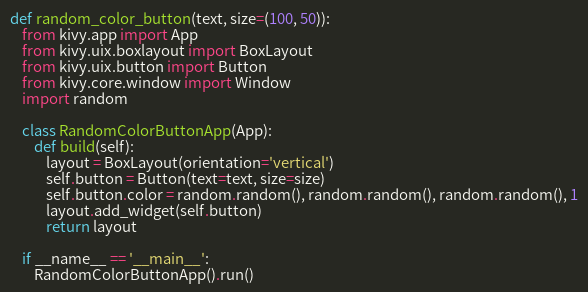 def random_color_button(text, size=(100, 50)):
    from kivy.app import App
    from kivy.uix.boxlayout import BoxLayout
    from kivy.uix.button import Button
    from kivy.core.window import Window
    import random

    class RandomColorButtonApp(App):
        def build(self):
            layout = BoxLayout(orientation='vertical')
            self.button = Button(text=text, size=size)
            self.button.color = random.random(), random.random(), random.random(), 1
            layout.add_widget(self.button)
            return layout

    if __name__ == '__main__':
        RandomColorButtonApp().run()